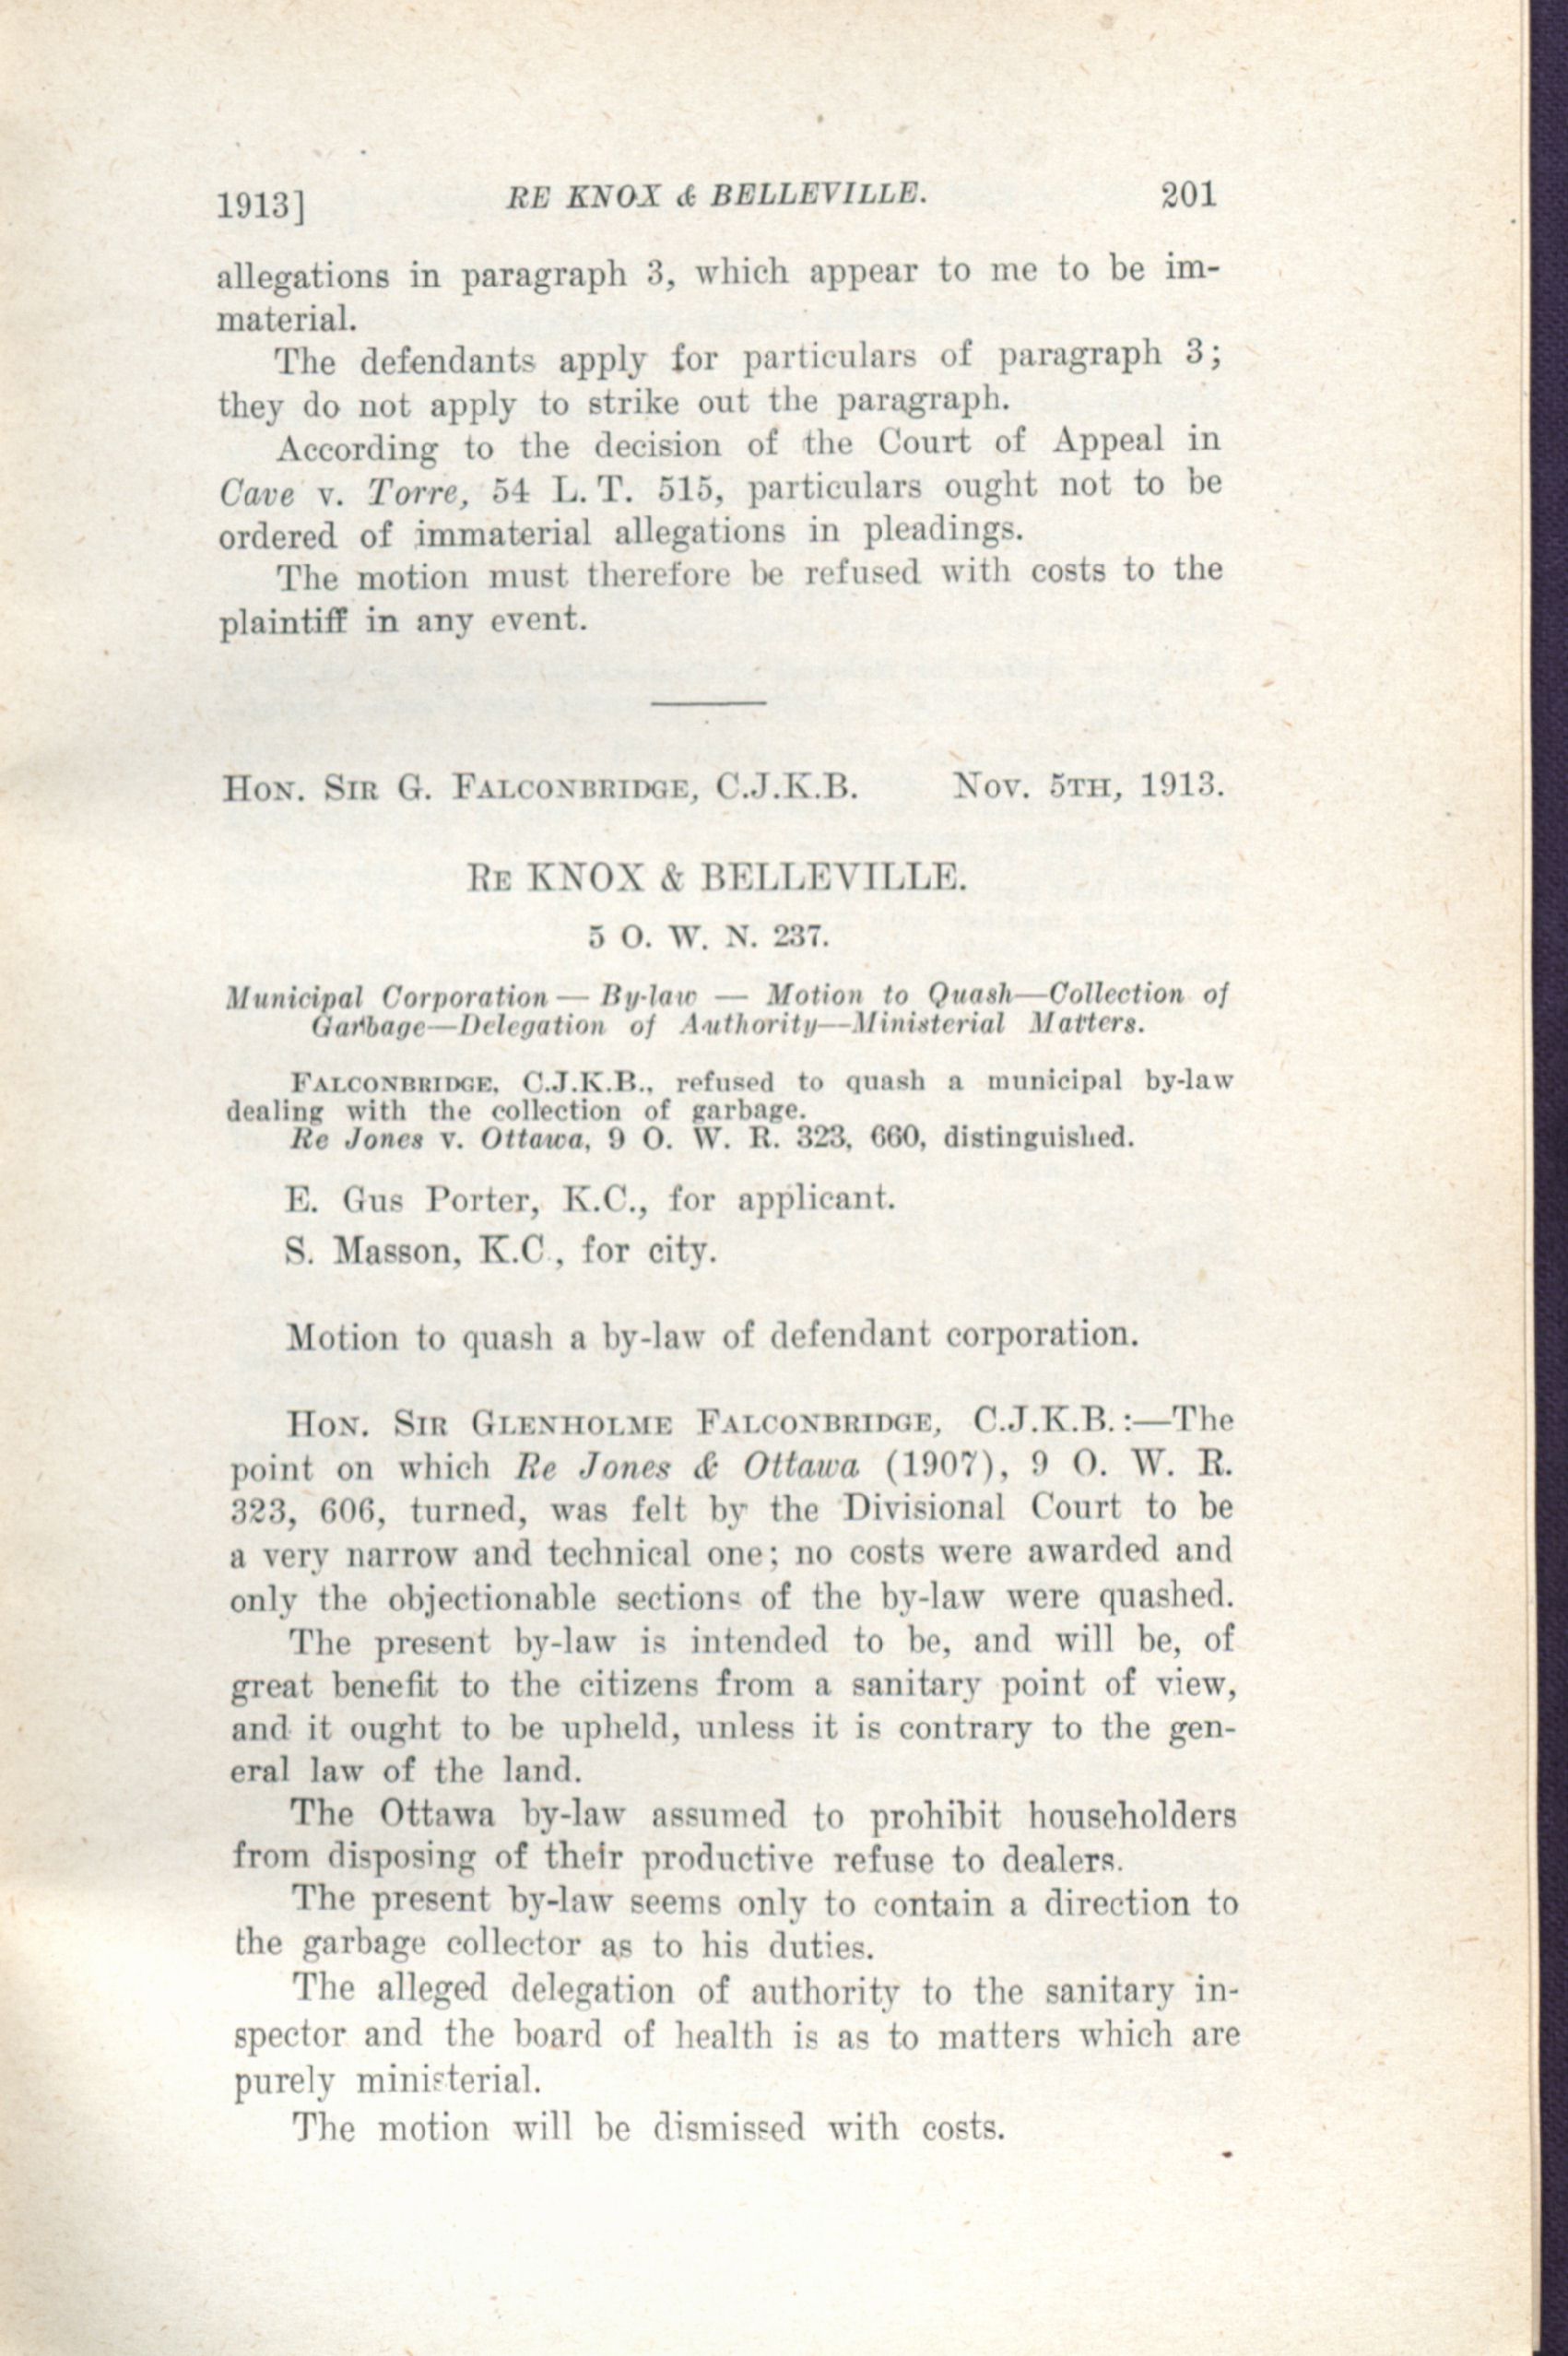 1913] RE KNOX & BELLEVILLE. 201
allegations in paragraph 3, which appear to me to be im-
material.
The defendants apply for particulars of paragraph 3;
they do not apply to strike out the paragraph.
According to the decision of the Court of Appeal in
Cave v. Torre, 54 L. T. 515, particulars ought not to be
ordered of immaterial allegations in pleadings.
The motion must therefore be refused with costs to the
plaintiff in any event.
HON. SIR G. FALCONBRIDGE, C.J.K.B. NOV. 5TH, 1913.
RE KNOX & BELLEVILLE.
5 O. W. N. 237.
Municipal Corporation — By-law — Motion to Quash—Collection of
Garbage—Delegation of Authority—Ministerial Matters.
FALCONBRIDGE, C.J.K.B., refused to quash a municipal by-law
dealing with the collection of garbage.
Re Jones v. Ottawa, 9 O. W. R. 323, 660, distinguished.
E. Gus Porter, K.C., for applicant.
S. Masson, K.C., for city.
Motion to quash a by-law of defendant corporation.
HON. SIR GLENHOLME FALCONBRIDGE, C.J.K.B.:—The
point on which Re Jones & Ottawa (1907), 9 O. W. R.
323, 606, turned, was felt by the Divisional Court to be
a very narrow and technical one; no costs were awarded and
only the objectionable sections of the by-law were quashed.
The present by-law is intended to be, and will be, of
great benefit to the citizens from a sanitary point of view,
and it ought to be upheld, unless it is contrary to the gen-
eral law of the land.
The Ottawa by-law assumed to prohibit householders
from disposing of their productive refuse to dealers.
The present by-law seems only to contain a direction to
the garbage collector as to his duties.
The alleged delegation of authority to the sanitary in-
spector and the board of health is as to matters which are
purely ministerial.
The motion will be dismissed with costs.